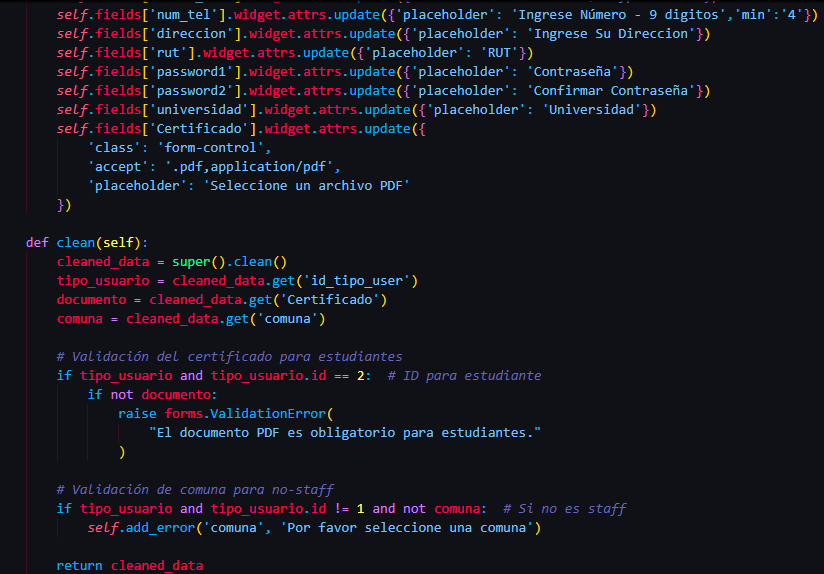 self.fields['num_tel'].widget.attrs.update({'placeholder': 'Ingrese Número - 9 digitos','min':'4'})
self.fields['direccion'].widget.attrs.update({'placeholder': 'Ingrese Su Direccion'})
self.fields['rut'].widget.attrs.update({'placeholder': 'RUT'})
self.fields['password1'].widget.attrs.update({'placeholder': 'Contraseña'})
self.fields['password2'].widget.attrs.update({'placeholder': 'Confirmar Contraseña'})
self.fields['universidad'].widget.attrs.update({'placeholder': 'Universidad'})
self.fields['Certificado'].widget.attrs.update({
'class': 'form-control',
'accept': '.pdf,application/pdf',
'placeholder': 'Seleccione un archivo PDF'
})
def clean(self):
cleaned_data = super().clean()
tipo_usuario = cleaned_data.get('id_tipo_user')
documento = cleaned_data.get('Certificado')
comuna = cleaned_data.get('comuna')
# Validación del certificado para estudiantes
if tipo_usuario and tipo_usuario.id == 2:  # ID para estudiante
if not documento:
raise forms.ValidationError(
"El documento PDF es obligatorio para estudiantes."
)
# Validación de comuna para no-staff
if tipo_usuario and tipo_usuario.id != 1 and not comuna:  # Si no es staff
self.add_error('comuna', 'Por favor seleccione una comuna')
return cleaned_data